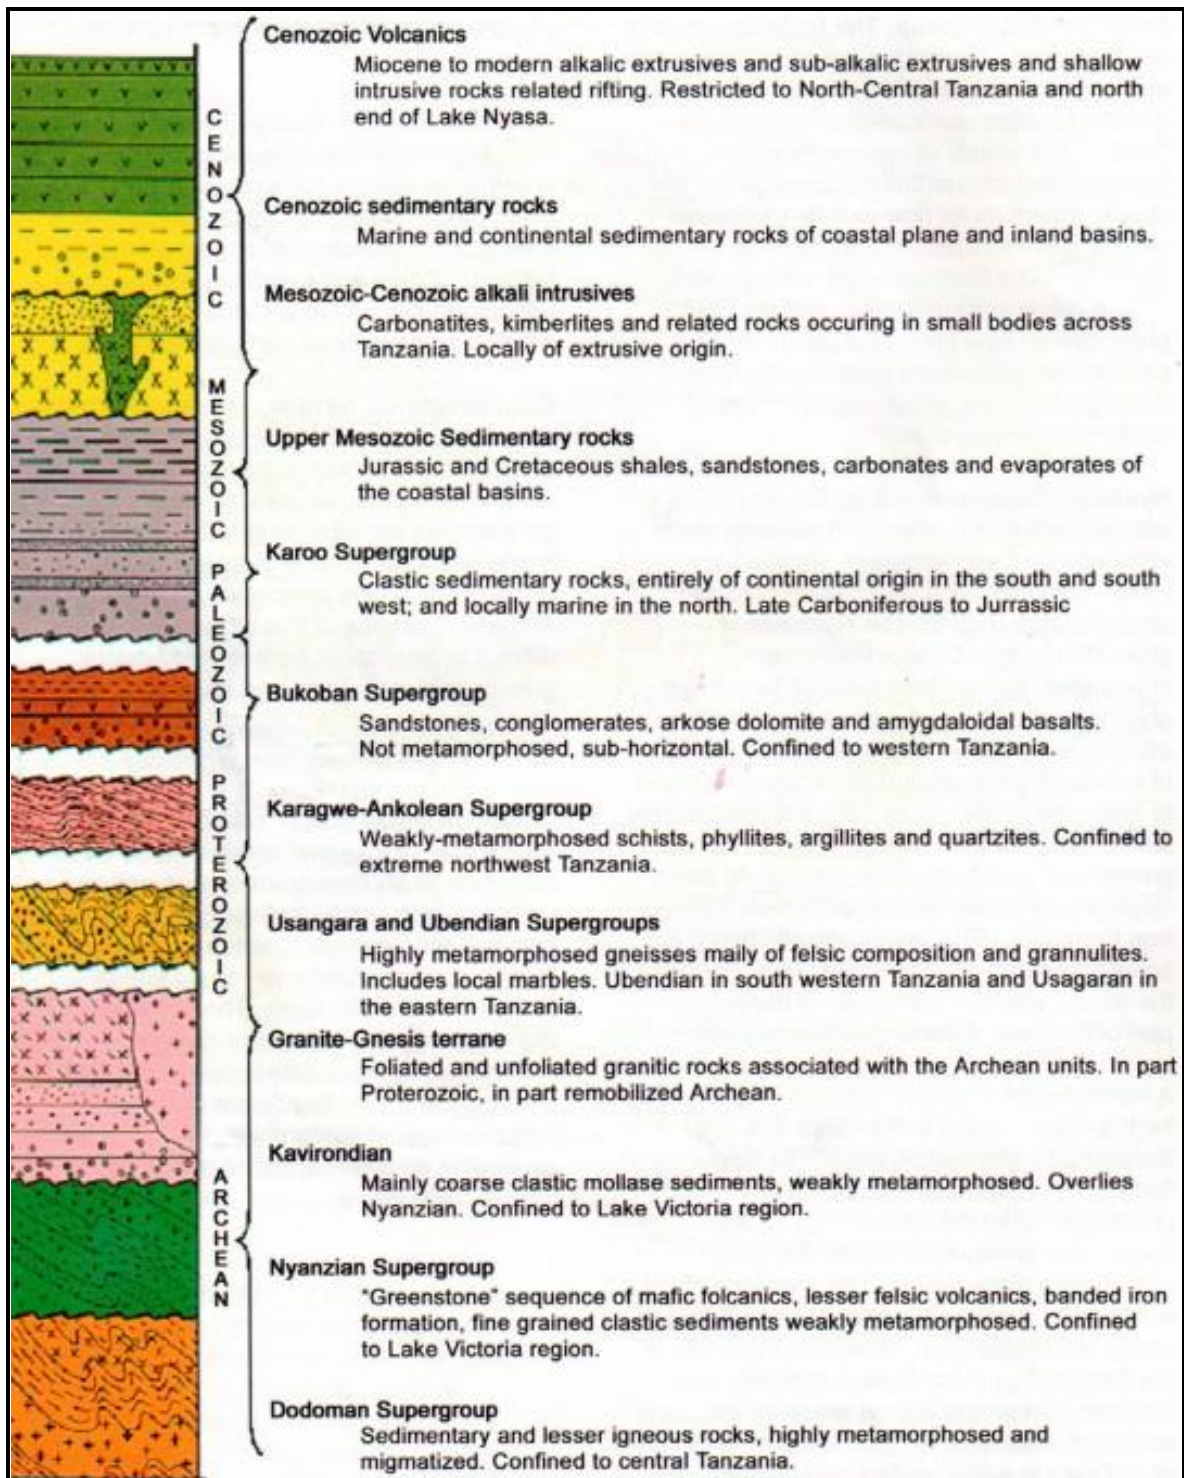 Cenozoic Volcanics
Miocene to modern alkalic extrusives and sub-alkalic extrusives and shallow
intrusive rocks related rifting. Restricted to North-Central Tanzania and north
end of Lake Nyasa.
CENOZOIC
Cenozoic sedimentary rocks
Marine and continental sedimentary rocks of coastal plane and inland basins.
Mesozoic-Cenozoic alkali intrusives
Carbonatites, kimberlites and related rocks occuring in small bodies across
Tanzania. Locally of extrusive origin.
MESOZOIC
Upper Mesozoic Sedimentary rocks
Jurassic and Cretaceous shales, sandstones, carbonates and evaporates of
the coastal basins.
Karoo Supergroup
Clastic sedimentary rocks, entirely of continental origin in the south and south
west; and locally marine in the north. Late Carboniferous to Jurrassic
PALEOZOIC
Bukoban Supergroup
Sandstones, conglomerates, arkose dolomite and amygdaloidal basalts.
Not metamorphosed, sub-horizontal. Confined to western Tanzania.
PROTEROZOIC
Karagwe-Ankolean Supergroup
Weakly-metamorphosed schists, phyllites, argillites and quartzites. Confined to
extreme northwest Tanzania.
Usangara and Ubendian Supergroups
Highly metamorphosed gneisses maily of felsic composition and grannulites.
Includes local marbles. Ubendian in south western Tanzania and Usagaran in
the eastern Tanzania.
Granite-Gnesis terrane
Foliated and unfoliated granitic rocks associated with the Archean units. In part
Proterozoic, in part remobilized Archean.
Kavirondian
Mainly coarse clastic mollase sediments, weakly metamorphosed. Overlies
Nyanzian. Confined to Lake Victoria region.
ARCHEAN
Nyanzian Supergroup
"Greenstone" sequence of mafic folcanics, lesser felsic volcanics, banded iron
formation, fine grained clastic sediments weakly metamorphosed. Confined
to Lake Victoria region.
Dodoman Supergroup
Sedimentary and lesser igneous rocks, highly metamorphosed and
migmatized. Confined to central Tanzania.